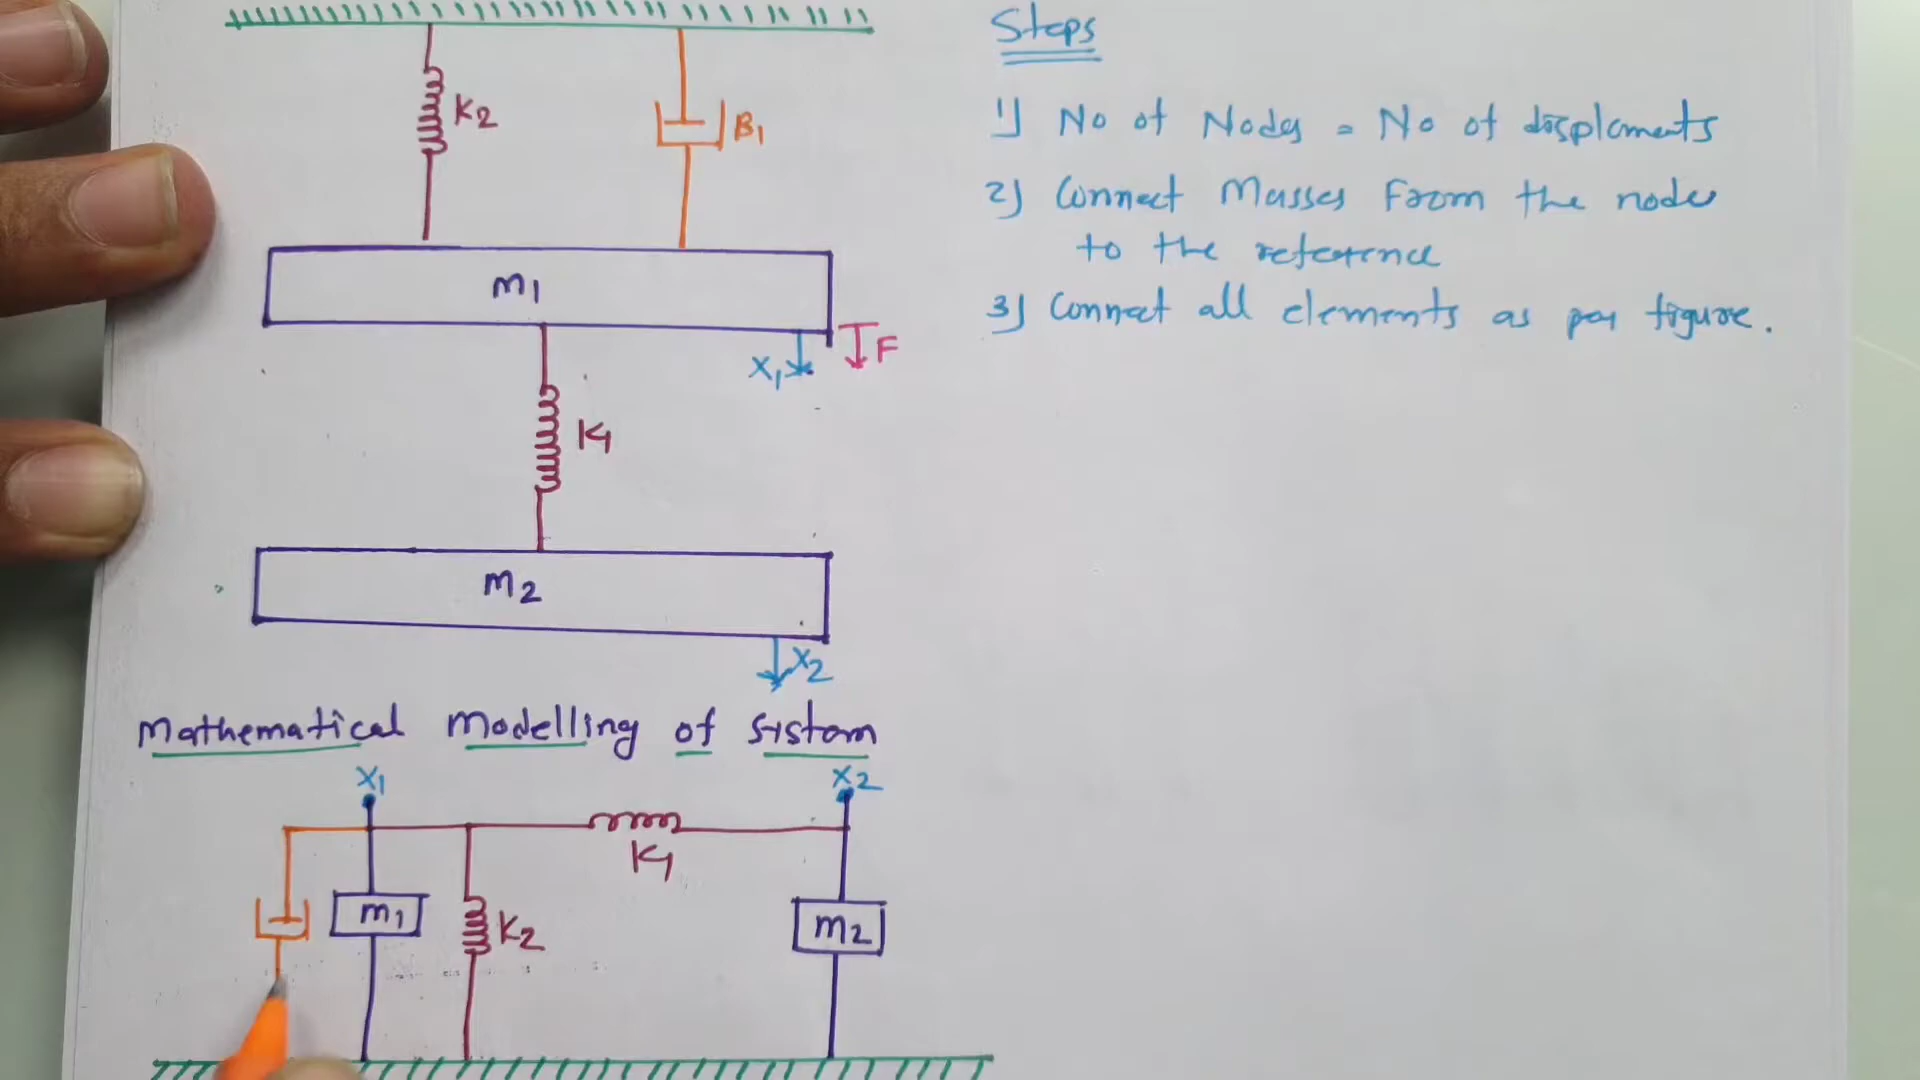 K2
B1
m1
X1
F
K1
m2
X2
Mathematical Modelling of sistem
X1
X2
K1
m1
K2
m2
Steps
1) No of Nodes = No of displcments
2) Connect Masses From the node
to the reference
3) Connect all elements as per figure.